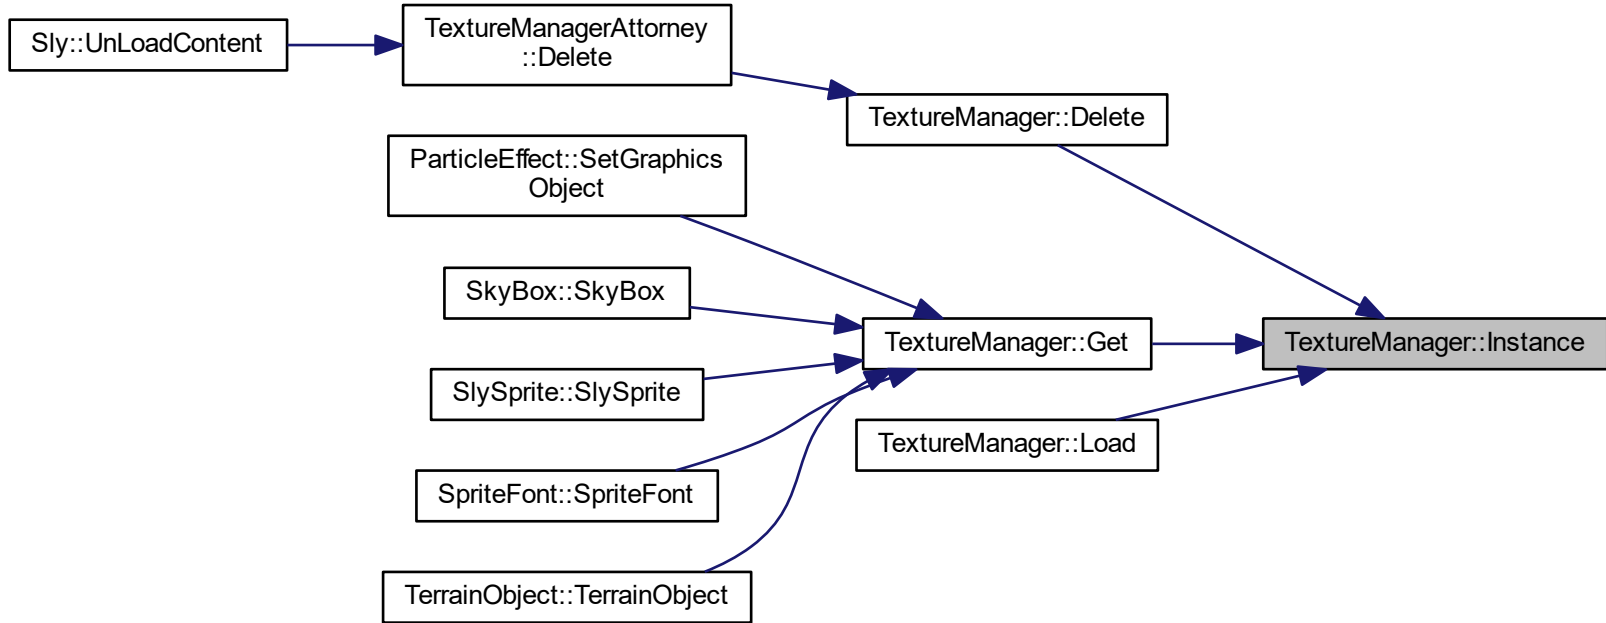 Sly::UnLoadContent
TextureManagerAttorney
::Delete
TextureManager::Delete
ParticleEffect::SetGraphics
Object
SkyBox::SkyBox
TextureManager::Get
TextureManager::Instance
SlySprite::SlySprite
TextureManager::Load
SpriteFont::SpriteFont
TerrainObject::TerrainObject